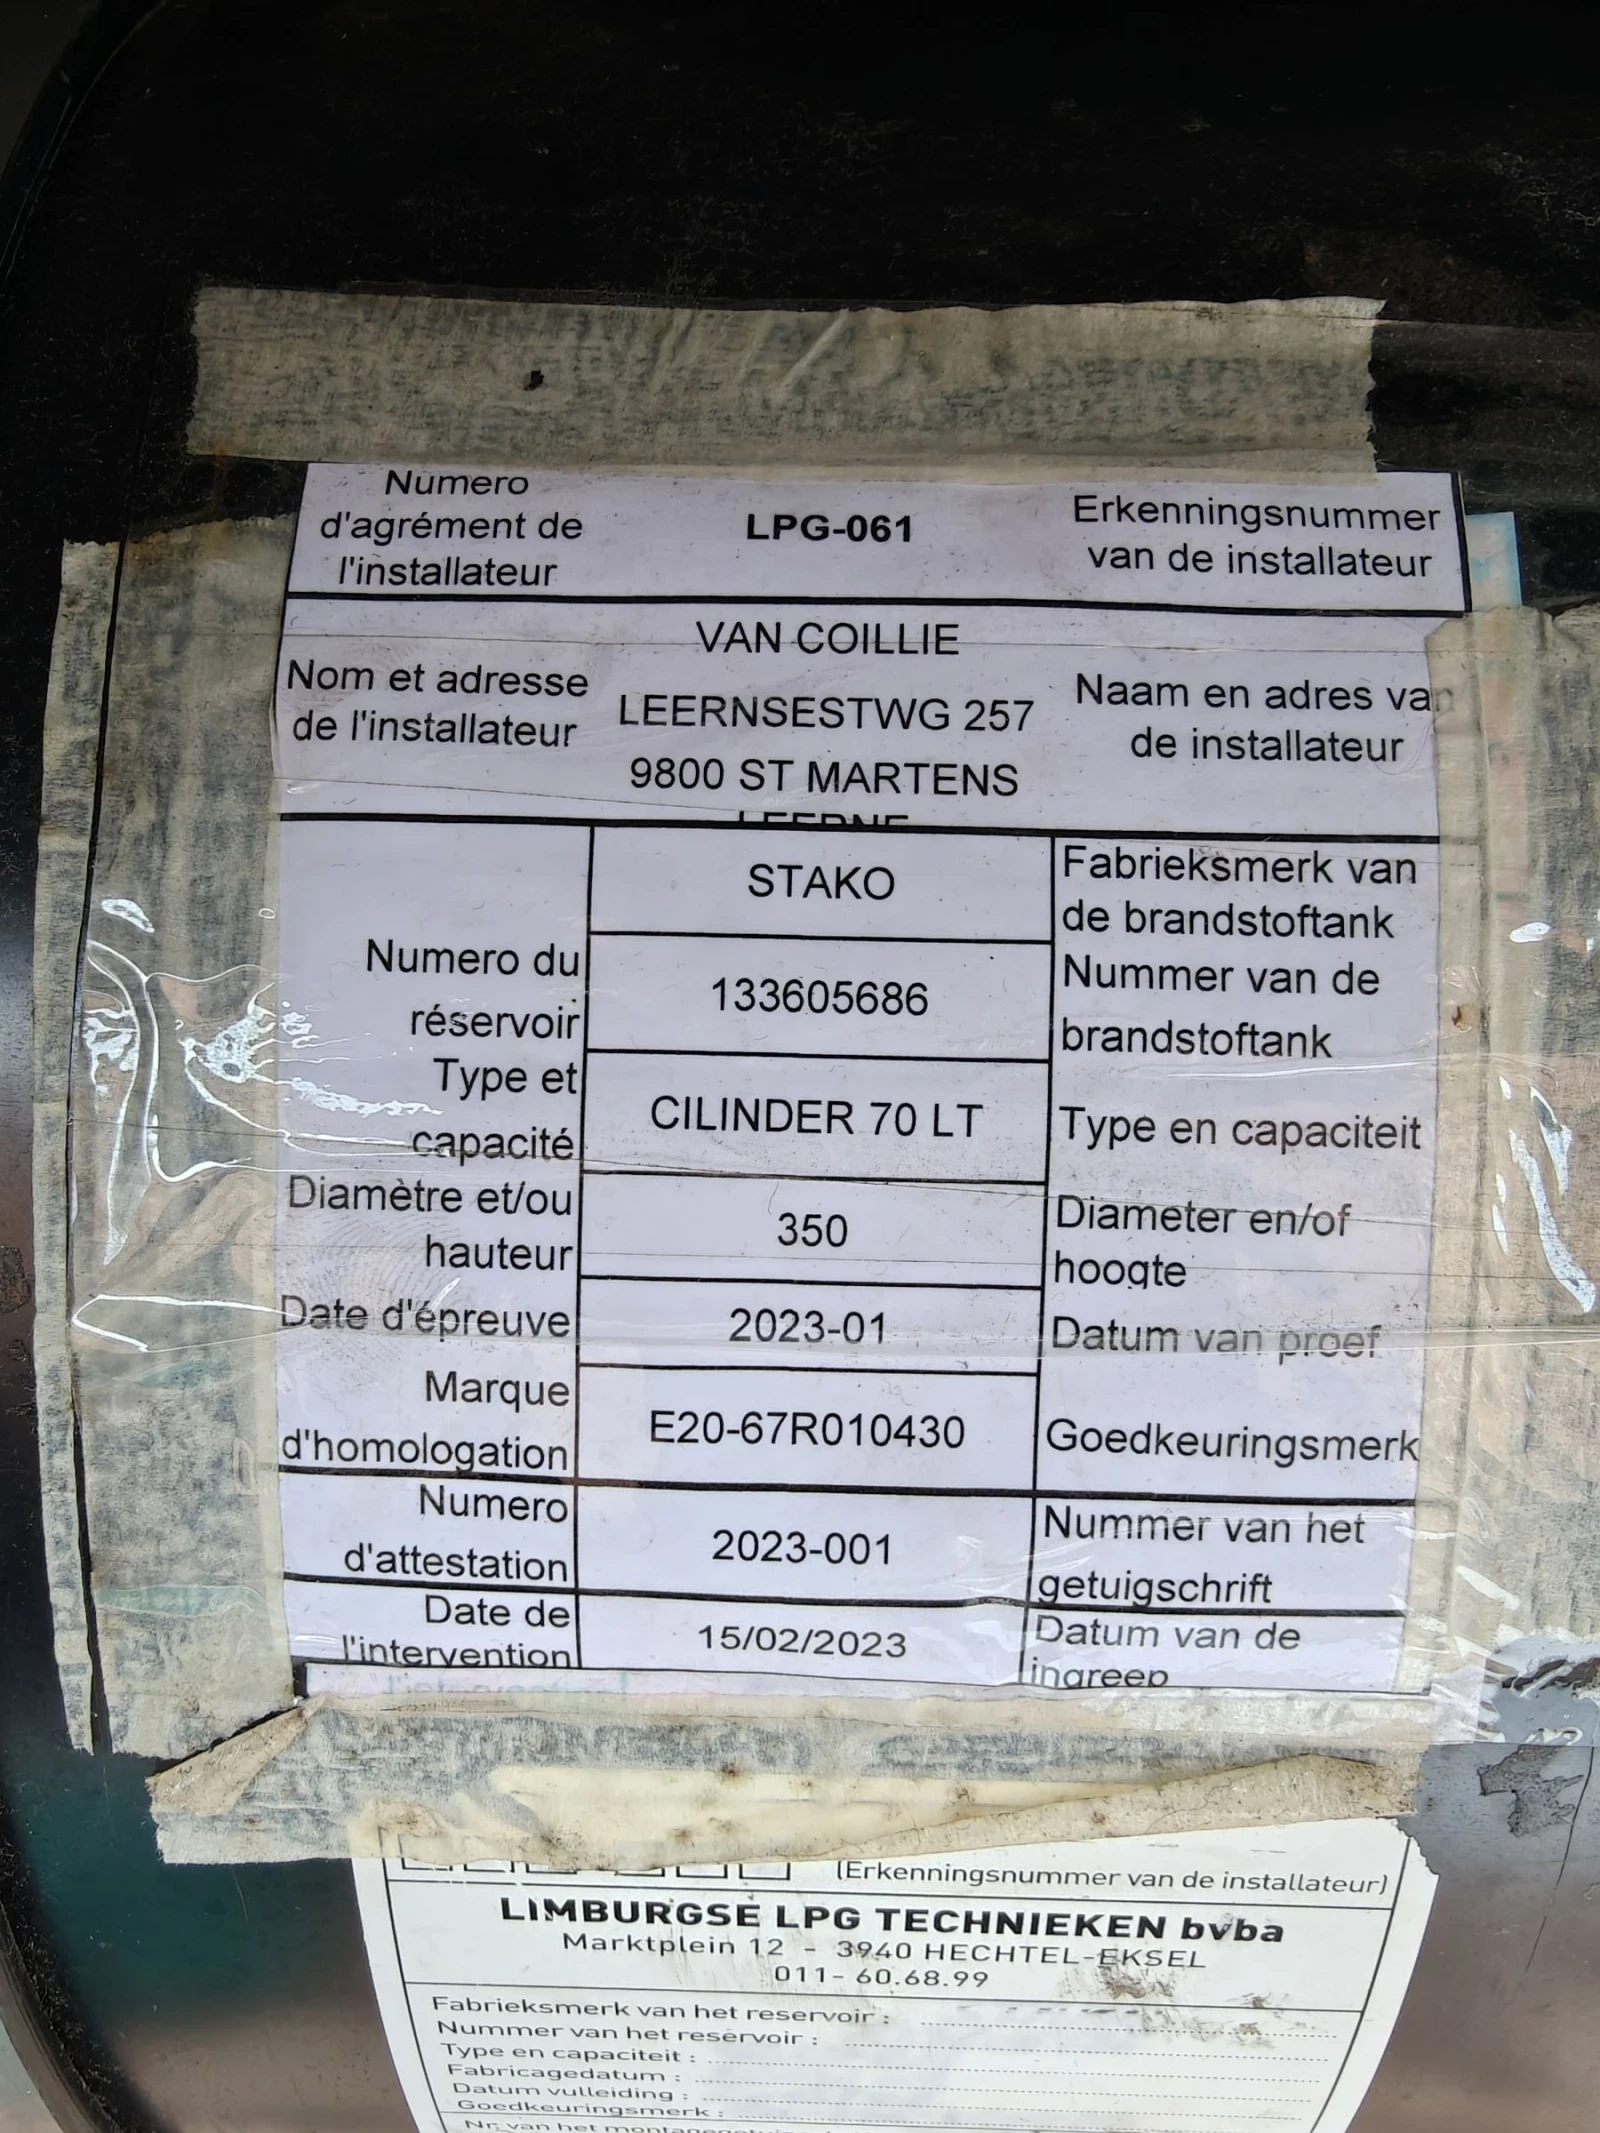 Numero
d'agrément de
l'installateur
LPG-061
Erkenningsnummer
van de installateur
Nom et adresse
de l'installateur
VAN COILLIE
LEERNSESTWG 257
9800 ST MARTENS
LEERNE
Naam en adres van
de installateur
STAKO
Fabrieksmerk van
de brandstoftank
Numero du
réservoir
133605686
Nummer van de
brandstoftank
Type et
capacité
CILINDER 70 LT
Type en capaciteit
Diamètre et/ou
hauteur
350
Diameter en/of
hoogte
Date d'épreuve
2023-01
Datum van proef
Marque
d'homologation
E20-67R010430
Goedkeuringsmerk
Numero
d'attestation
2023-001
Nummer van het
getuigschrift
Date de
l'intervention
15/02/2023
Datum van de
ingreep
(Erkenningsnummer van de installateur)
LIMBURGSE LPG TECHNIEKEN bvba
Marktplein 12 - 3940 HECHTEL-EKSEL
011- 60.68.99
Fabrieksmerk van het reservoir :
Nummer van het reservoir :
Type en capaciteit :
Fabricagedatum :
Datum vulleiding :
Goedkeuringsmerk :
Nr. van het